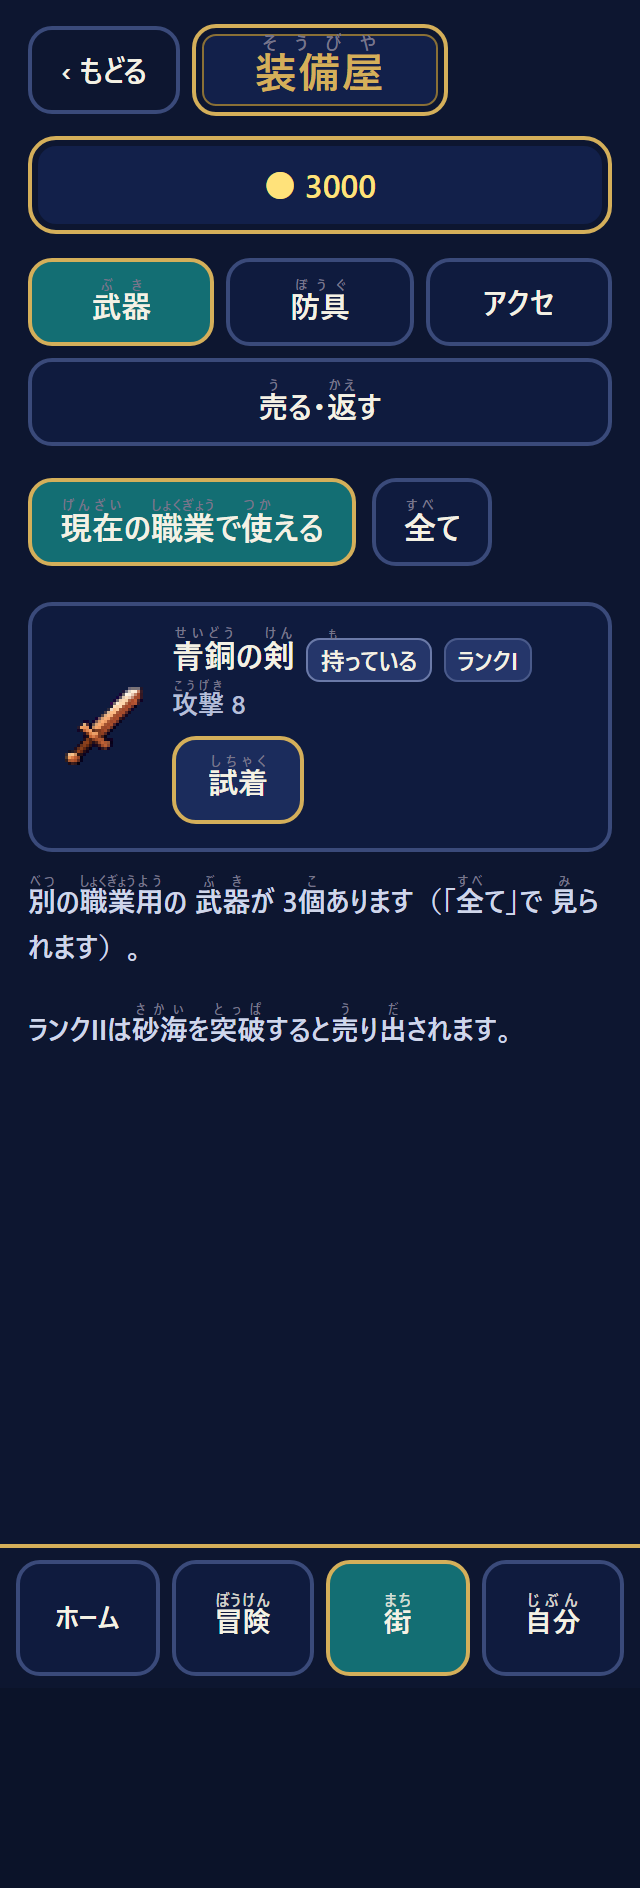 ‹ もどる
そうびや
装備屋
3000
ぶき ぼうぐ
武器 防具 アクセ
う かえ
売る・返す
げんざい しょくぎょう つか すべ
現在の職業で使える 全て
せいどう けん も
青銅の剣 持っている ランクI
こうげき
攻撃 8
しちゃく
試着
べつ しょくぎょうよう ぶき こ すべ み
別の職業用の 武器が 3個あります（「全て」で 見ら
れます）。
さかい とっぱ う だ
ランクIIは砂海を突破すると売り出されます。
ぼうけん まち じぶん
ホーム 冒険 街 自分